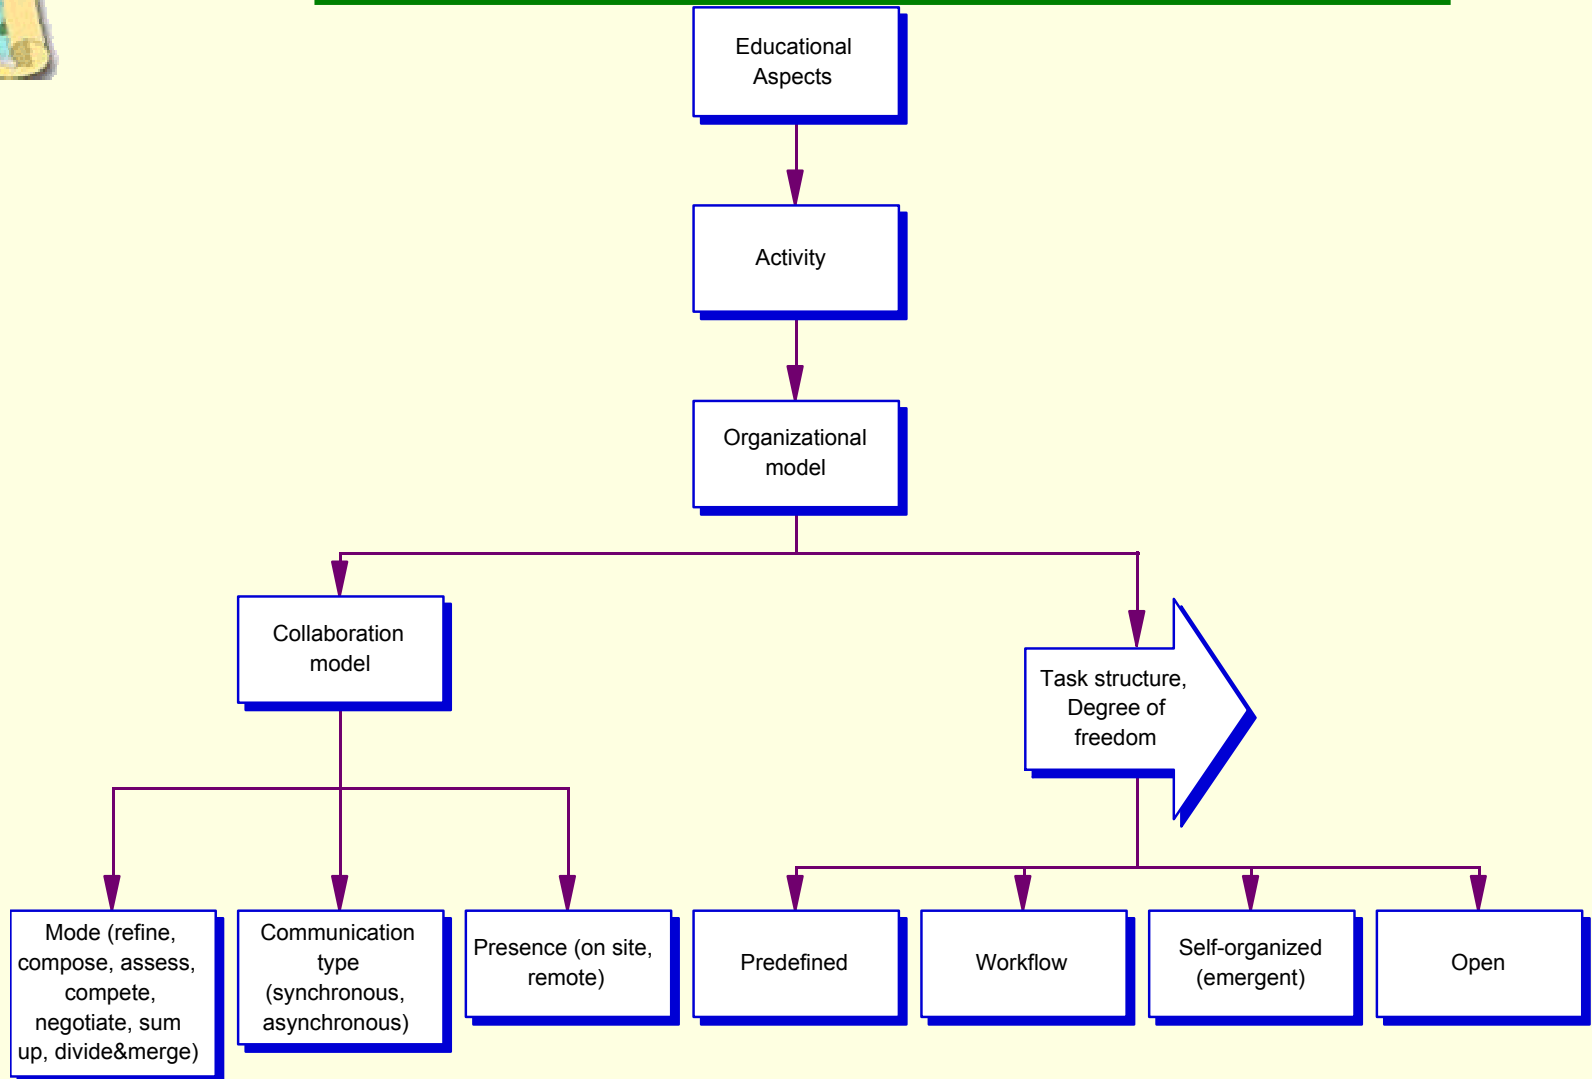 Educational
Aspects
Activity
Organizational
model
Collaboration
model
Task structure,
Degree of
freedom
Mode (refine,
compose, assess,
compete,
negotiate, sum
up, divide&merge)
Communication
type
(synchronous,
asynchronous)
Presence (on site,
remote)
Predefined
Workflow
Self-organized
(emergent)
Open